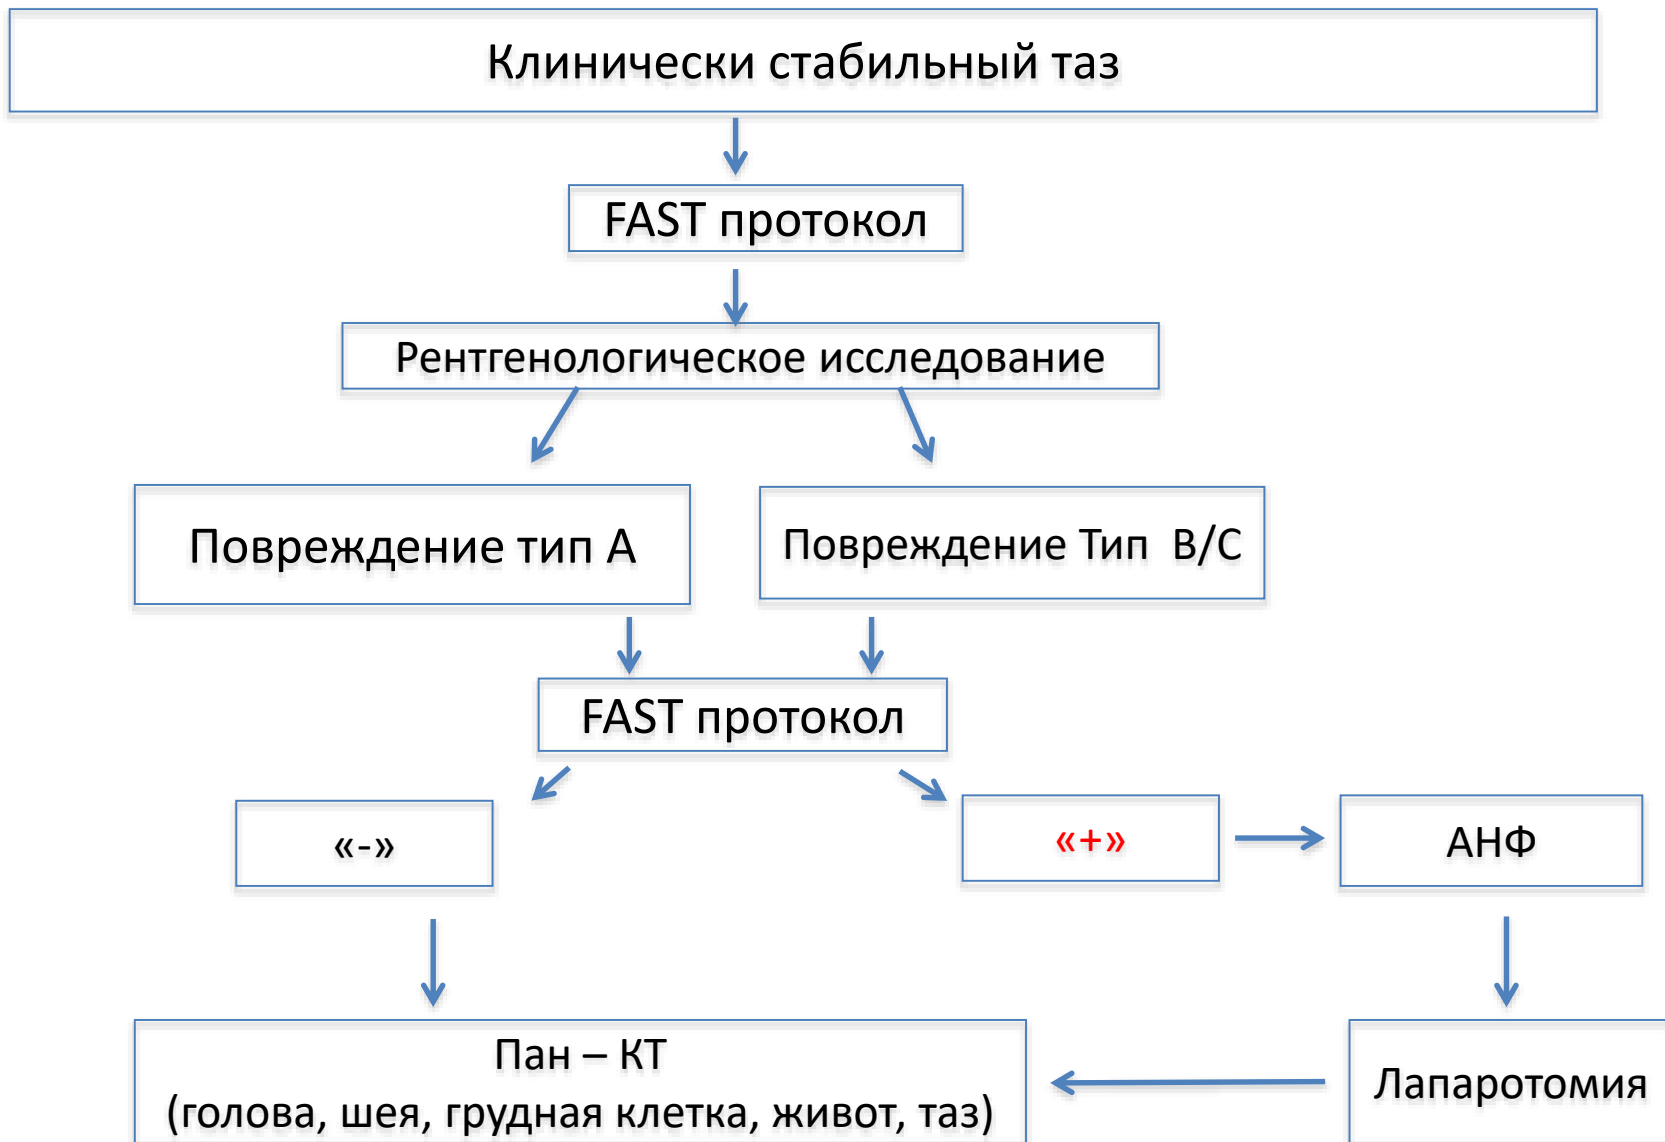 Клинически стабильный таз
FAST протокол
Рентгенологическое исследование
Повреждение тип А
Повреждение Тип В/С
FAST протокол
«-»
«+»
АНФ
Пан – КТ
(голова, шея, грудная клетка, живот, таз)
Лапаротомия